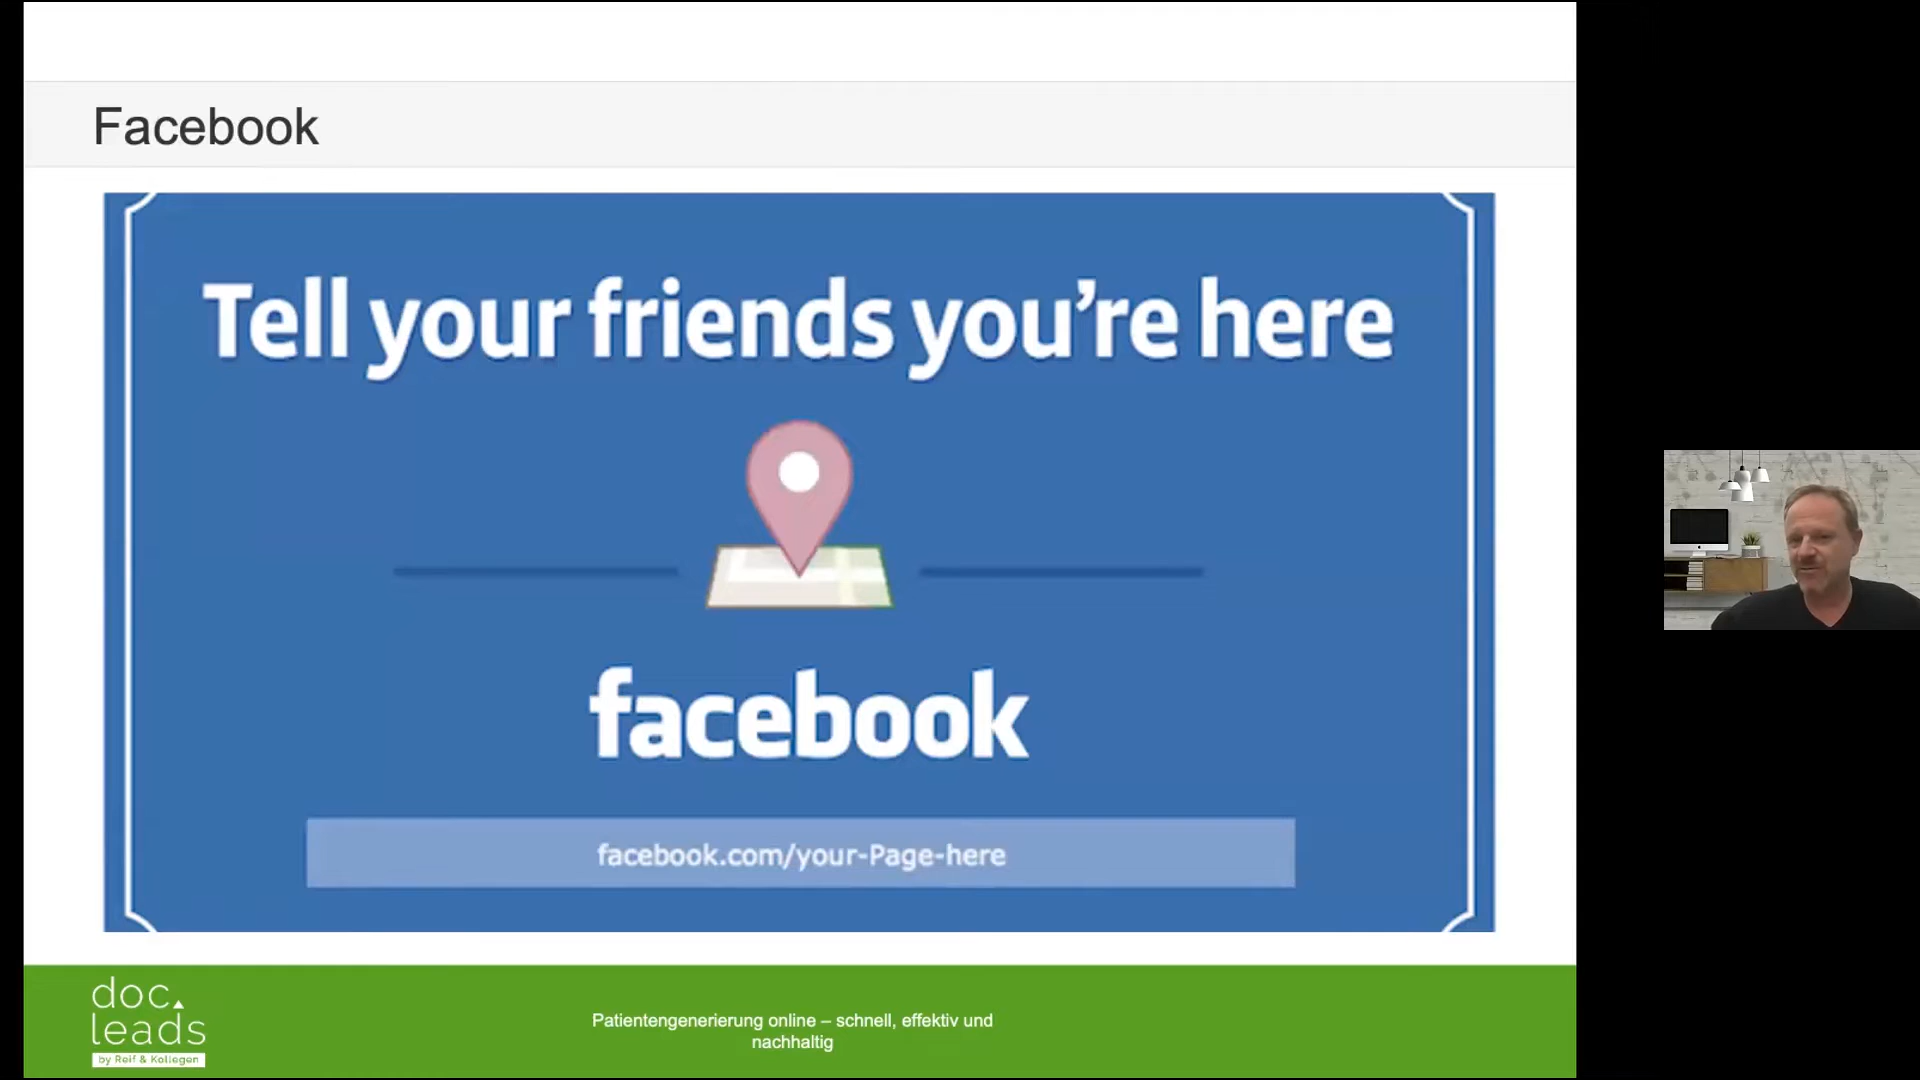 Facebook
Tell your friends you're here
facebook
facebook.com/your-Page-here
doc.
leads
by Reif & Kollegen
Patientengenerierung online – schnell, effektiv und
nachhaltig